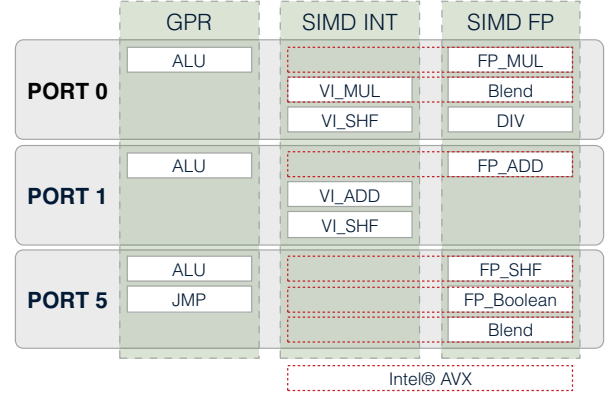 GPR SIMD INT SIMD FP
ALU FP_MUL
PORT 0 VI_MUL Blend
VI_SHF DIV
ALU FP_ADD
PORT 1 VI_ADD
VI_SHF
ALU FP_SHF
PORT 5 JMP FP_Boolean
Blend
Intel® AVX